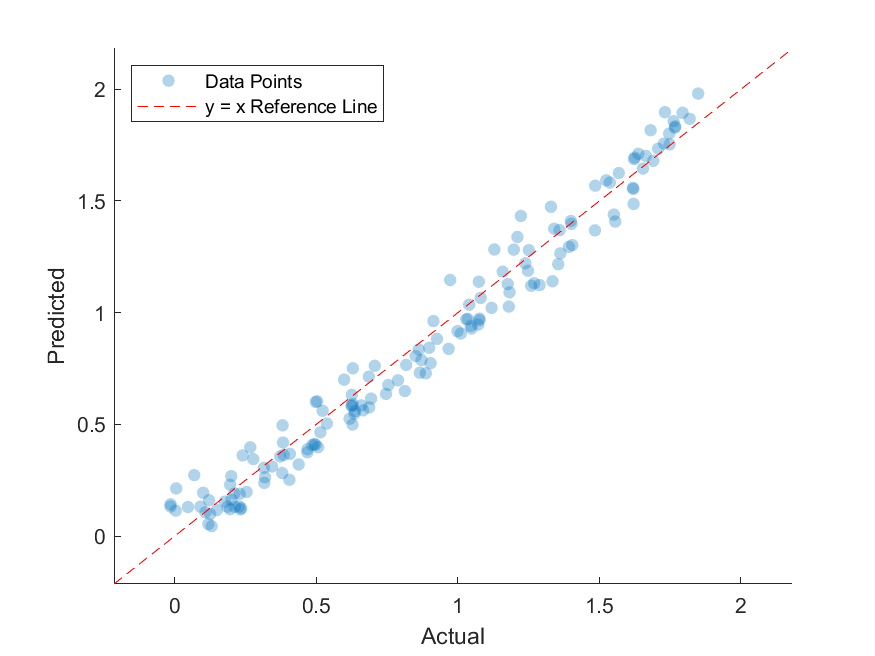 Data Points
y = x Reference Line
2
1.5
1
0.5
0
Predicted
0
0.5
1
1.5
2
Actual